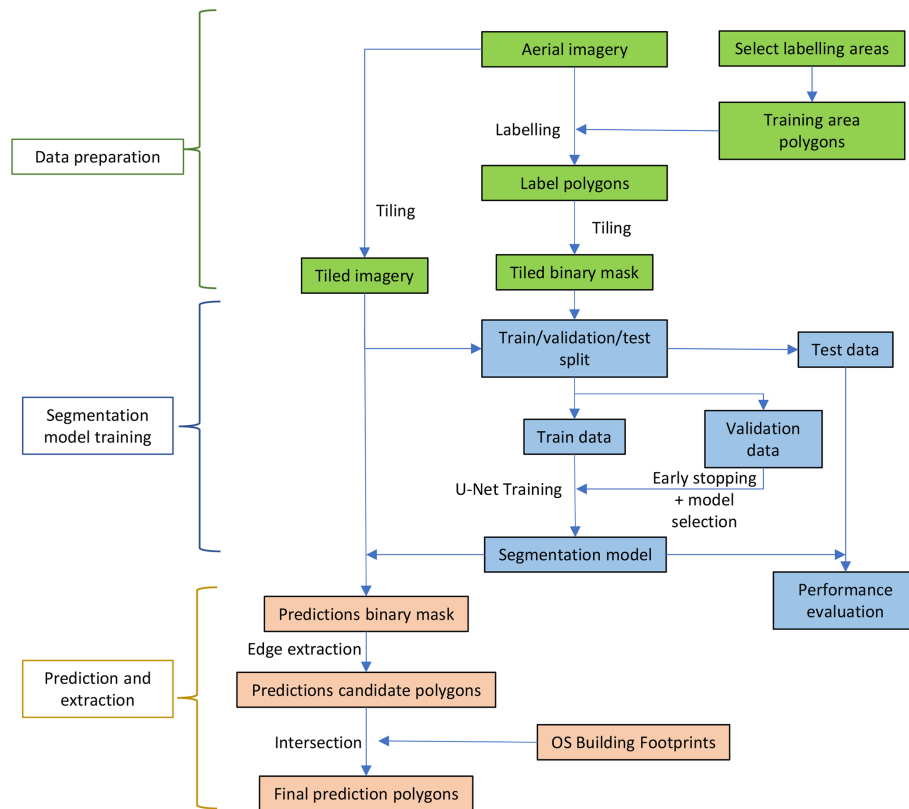 Aerial imagery
Select labelling areas
Labelling
Training area
polygons
Data preparation
Label polygons
Tiling
Tiling
Tiled imagery
Tiled binary mask
Train/validation/test
split
Test data
Segmentation
model training
Train data
Validation
data
U-Net Training
Early stopping
+ model
selection
Segmentation model
Performance
evaluation
Predictions binary mask
Edge extraction
Prediction and
extraction
Predictions candidate polygons
Intersection
OS Building Footprints
Final prediction polygons